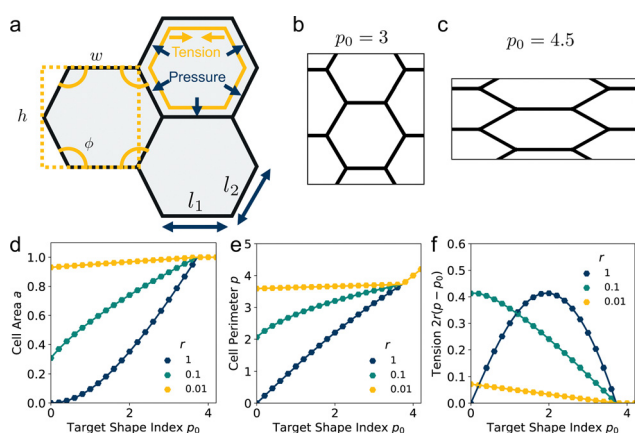 a
w
Tension
Pressure
h
ϕ
l₂
l₁
b
p₀ = 3
c
p₀ = 4.5
d
Cell Area a
1.0
0.8
0.6
0.4
0.2
0.0
r
1
0.1
0.01
0
2
4
Target Shape Index p₀
e
Cell Perimeter p
4
3
2
1
0
r
1
0.1
0.01
0
2
4
Target Shape Index p₀
f
Tension 2r(p − p₀)
0.6
0.5
0.4
0.3
0.2
0.1
0.0
r
1
0.1
0.01
0
2
4
Target Shape Index p₀